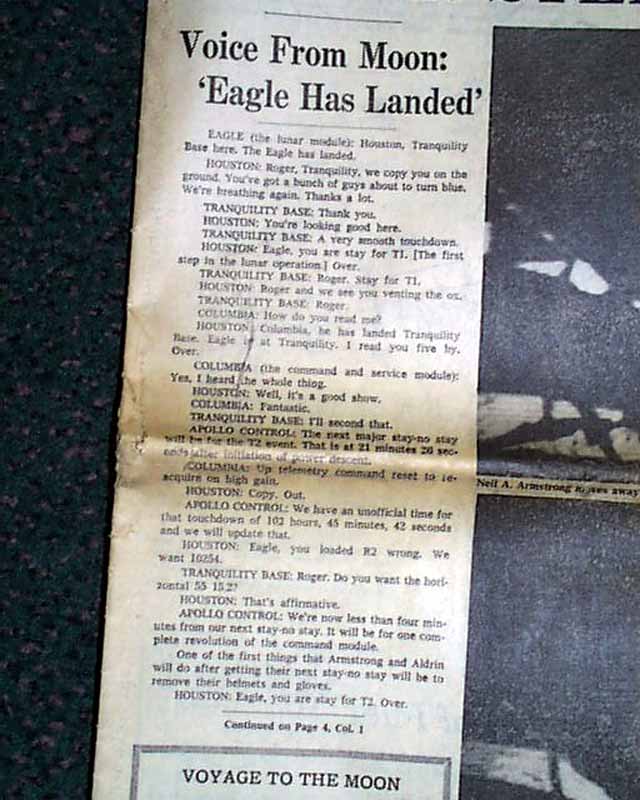 Voice From Moon:
'Eagle Has Landed'
EAGLE (the lunar module): Houston, Tranquility
Base here. The Eagle has landed.
HOUSTON: Roger, Tranquility, we copy you on the
ground. You've got a bunch of guys about to turn blue.
We're breathing again. Thanks a lot.
TRANQUILITY BASE: Thank you.
HOUSTON: You're looking good here.
TRANQUILITY BASE: A very smooth touchdown.
HOUSTON: Eagle, you are stay for T1. [The first
step in the lunar operation.] Over.
TRANQUILITY BASE: Roger. Stay for T1.
HOUSTON: Roger and we see you venting the ox.
TRANQUILITY BASE: Roger.
COLUMBIA: How do you read me?
HOUSTON: Columbia, he has landed Tranquility
Base. Eagle is at Tranquility. I read you five by.
Over.
COLUMBIA (the command and service module):
Yes, I heard the whole thing.
HOUSTON: Well, it's a good show.
COLUMBIA: Fantastic.
TRANQUILITY BASE: I'll second that.
APOLLO CONTROL: The next major stay-no stay
will be for the T2 event. That is at 21 minutes 26 sec-
onds after initiation of power descent.
COLUMBIA: Up telemetry command reset to re-
acquire on high gain.
HOUSTON: Copy. Out.
APOLLO CONTROL: We have an unofficial time for
that touchdown of 102 hours, 45 minutes, 42 seconds
and we will update that.
HOUSTON: Eagle, you loaded R2 wrong. We
want 10254.
TRANQUILITY BASE: Roger. Do you want the hori-
zontal 55 15.2?
HOUSTON: That's affirmative.
APOLLO CONTROL: We're now less than four min-
utes from our next stay-no stay. It will be for one com-
plete revolution of the command module.
One of the first things that Armstrong and Aldrin
will do after getting their next stay-no stay will be to
remove their helmets and gloves.
HOUSTON: Eagle, you are stay for T2. Over.
Continued on Page 4, Col. 1
VOYAGE TO THE MOON
Neil A. Armstrong moves away